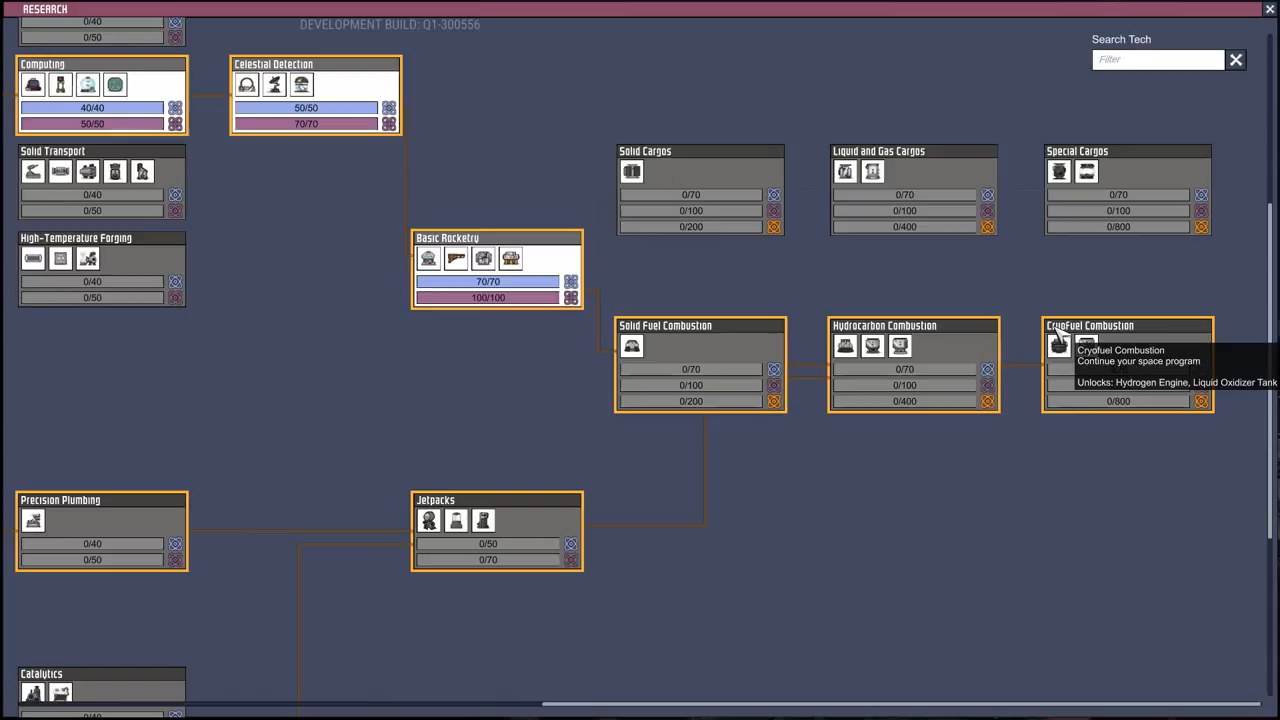 RESEARCH
DEVELOPMENT BUILD: Q1-300556
0/40
0/50
Search Tech
Filter
Computing
40/40
50/50
Celestial Detection
50/50
70/70
Solid Transport
0/40
0/50
Solid Cargos
0/70
0/100
0/200
Liquid and Gas Cargos
0/70
0/100
0/400
Special Cargos
0/70
0/100
0/800
High-Temperature Forging
0/40
0/50
Basic Rocketry
70/70
100/100
Solid Fuel Combustion
0/70
0/100
0/200
Hydrocarbon Combustion
0/70
0/100
0/400
CryoFuel Combustion
Cryofuel Combustion
Continue your space program
Unlocks: Hydrogen Engine, Liquid Oxidizer Tank
0/800
Precision Plumbing
0/40
0/50
Jetpacks
0/50
0/70
Catalytics
0/40